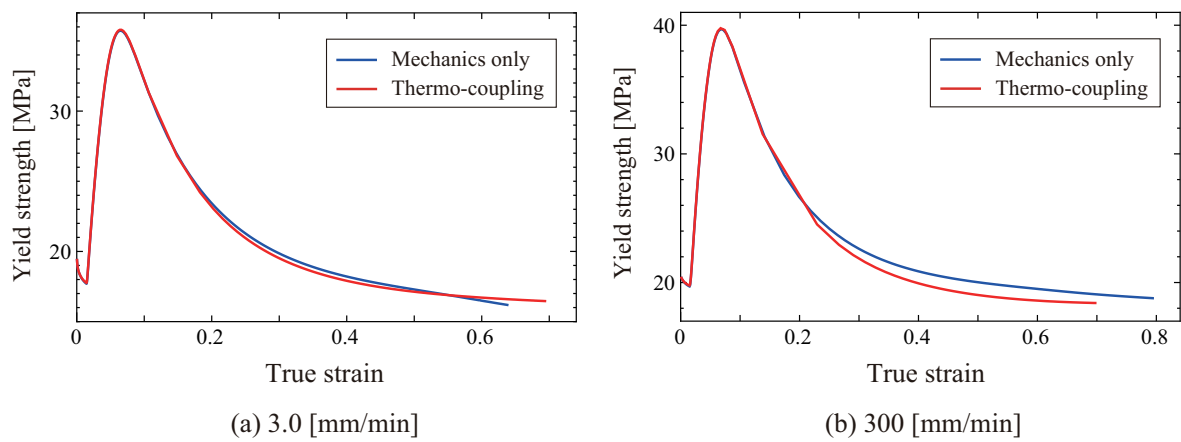 Yield strength [MPa]
30
20
0
0.2
0.4
0.6
True strain
Mechanics only
Thermo-coupling
(a) 3.0 [mm/min]
Yield strength [MPa]
40
30
20
0
0.2
0.4
0.6
0.8
True strain
Mechanics only
Thermo-coupling
(b) 300 [mm/min]